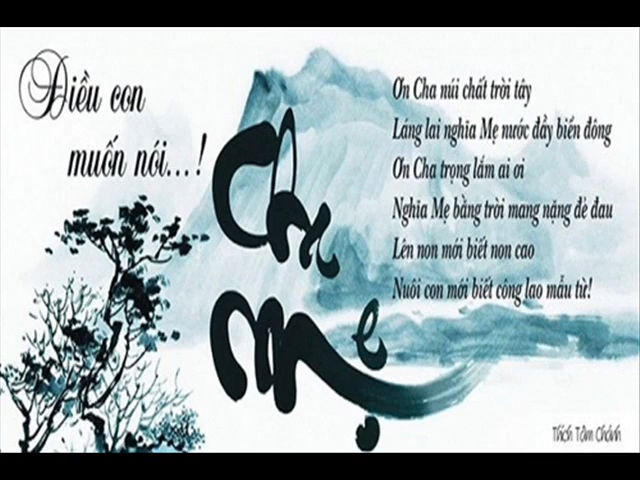 Điều con
muốn nói...!
Cha
Mẹ
Ơn Cha núi chất trời tây
Láng lai nghĩa Mẹ nước đầy biển đông
Ơn Cha trọng lắm ai ơi
Nghĩa Mẹ bằng trời mang nặng đẻ đau
Lên non mới biết non cao
Nuôi con mới biết công lao mẫu từ!
Thích Tâm Chánh